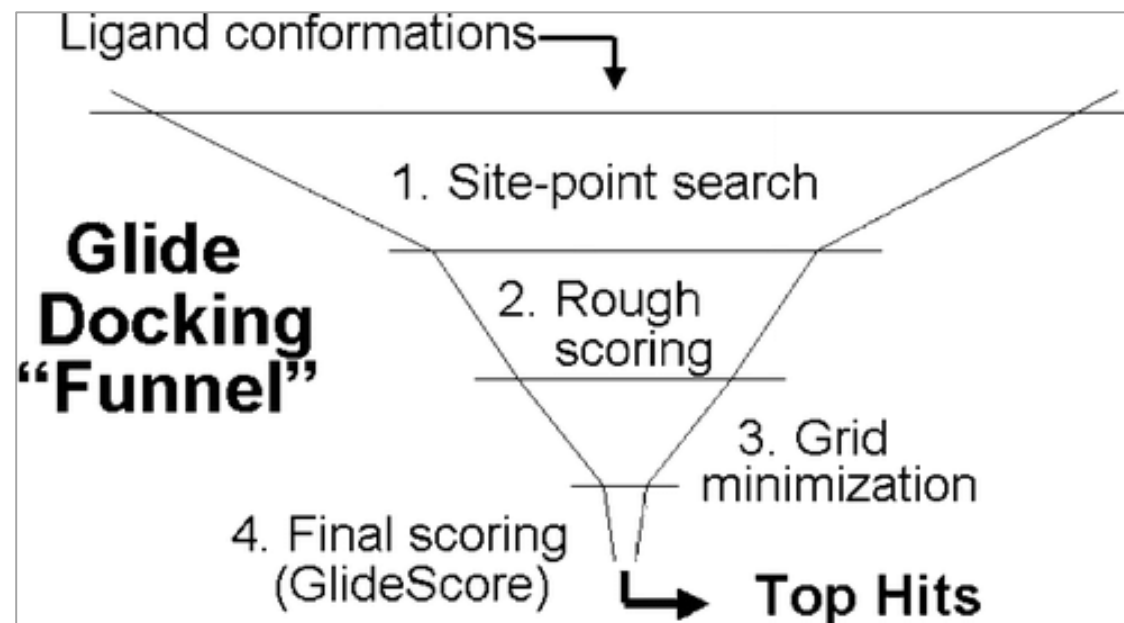 Ligand conformations
1. Site-point search
Glide
Docking
“Funnel”
2. Rough
scoring
3. Grid
minimization
4. Final scoring
(GlideScore)
Top Hits